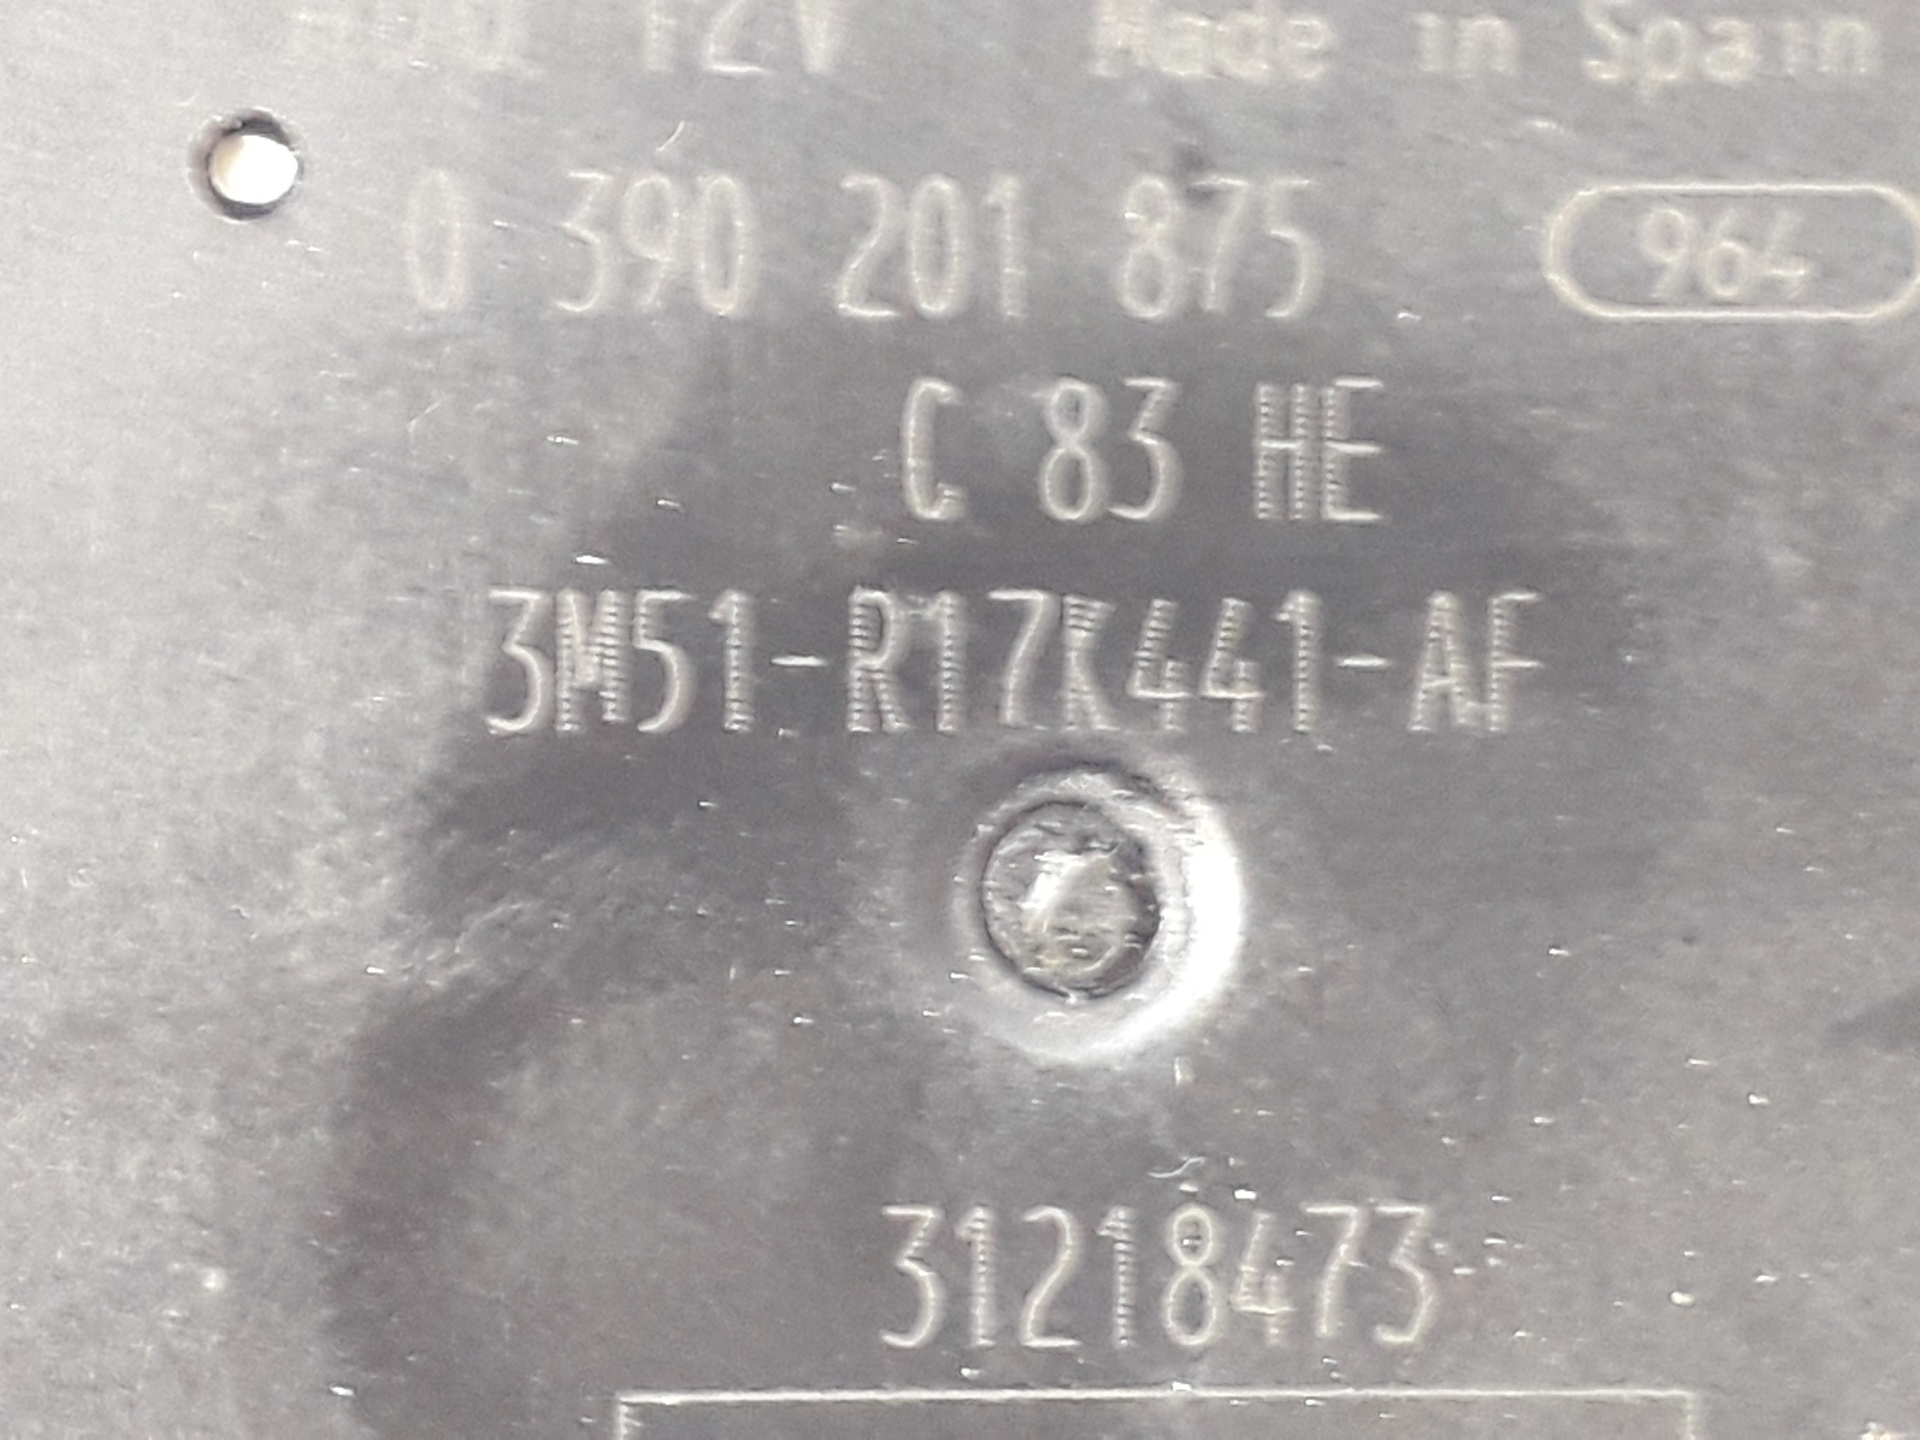 12V Made in Spain
0 390 201 875 964
C 83 HE
3M51-R17K441-AF
31218473